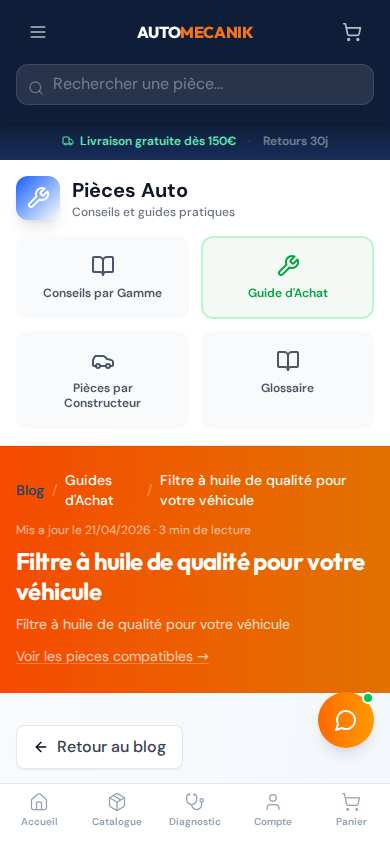 AUTOMECANIK
Rechercher une pièce...
Livraison gratuite dès 150€ · Retours 30j
Pièces Auto
Conseils et guides pratiques
Conseils par Gamme
Guide d'Achat
Pièces par
Constructeur
Glossaire
Blog / Guides d'Achat / Filtre à huile de qualité pour votre véhicule
Mis a jour le 21/04/2026 · 3 min de lecture
Filtre à huile de qualité pour votre
véhicule
Filtre à huile de qualité pour votre véhicule
Voir les pieces compatibles →
← Retour au blog
Accueil
Catalogue
Diagnostic
Compte
Panier